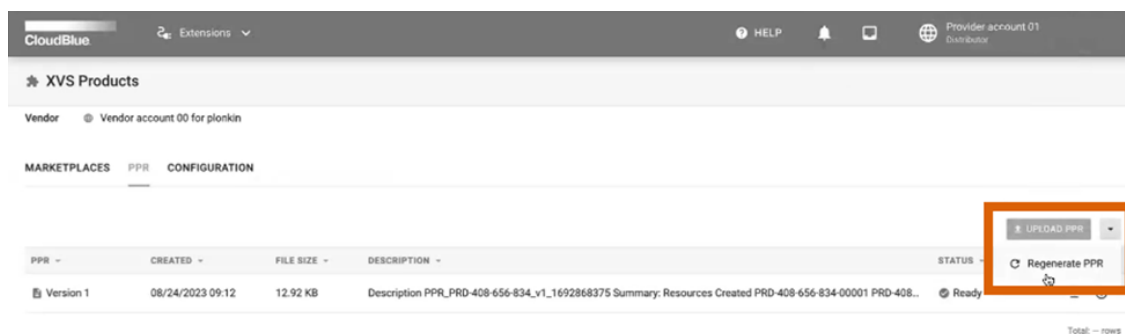 CloudBlue Extensions HELP Provider account 01
Distributor
XVS Products
Vendor Vendor account 00 for plonkin
MARKETPLACES PPR CONFIGURATION
UPLOAD PPR
PPR CREATED FILE SIZE DESCRIPTION STATUS Regenerate PPR
Version 1 08/24/2023 09:12 12.92 KB Description PPR_PRD-408-656-834_v1_1692868375 Summary: Resources Created PRD-408-656-834-00001 PRD-408... Ready
Total: – rows